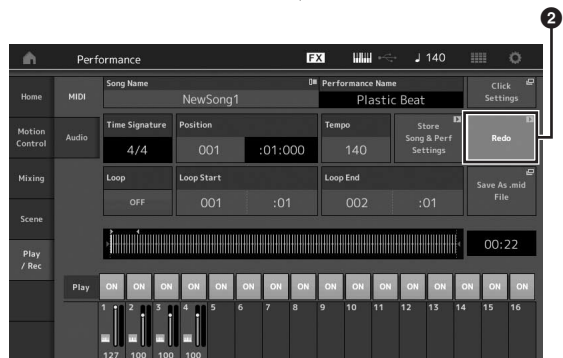 2
Performance
FX
♩ 140
Song Name
Performance Name
Click
Settings
Home
MIDI
NewSong1
Plastic Beat
Motion
Control
Audio
Time Signature
Position
Tempo
Store
Song & Perf
Settings
Redo
4/4
001
:01:000
140
Mixing
Loop
Loop Start
Loop End
Save As .mid
File
OFF
001
:01
002
:01
Scene
Play
/ Rec
00:22
Play
ON ON ON ON ON ON ON ON ON ON ON ON ON ON ON ON
1 2 3 4 5 6 7 8 9 10 11 12 13 14 15 16
127 100 100 100